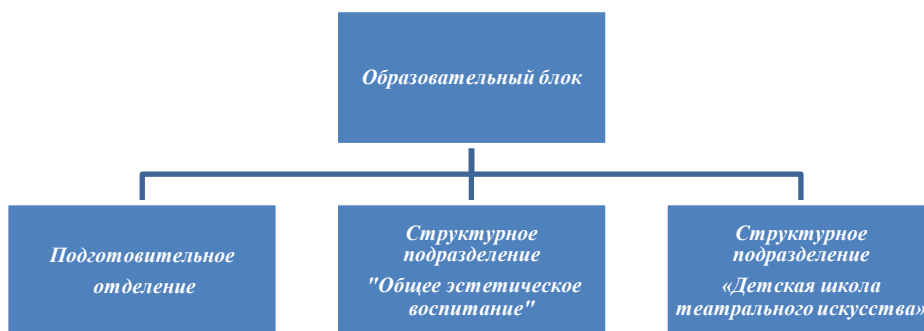 Образовательный блок
Подготовительное
отделение
Структурное
подразделение
"Общее эстетическое
воспитание"
Структурное
подразделение
«Детская школа
театрального искусства»